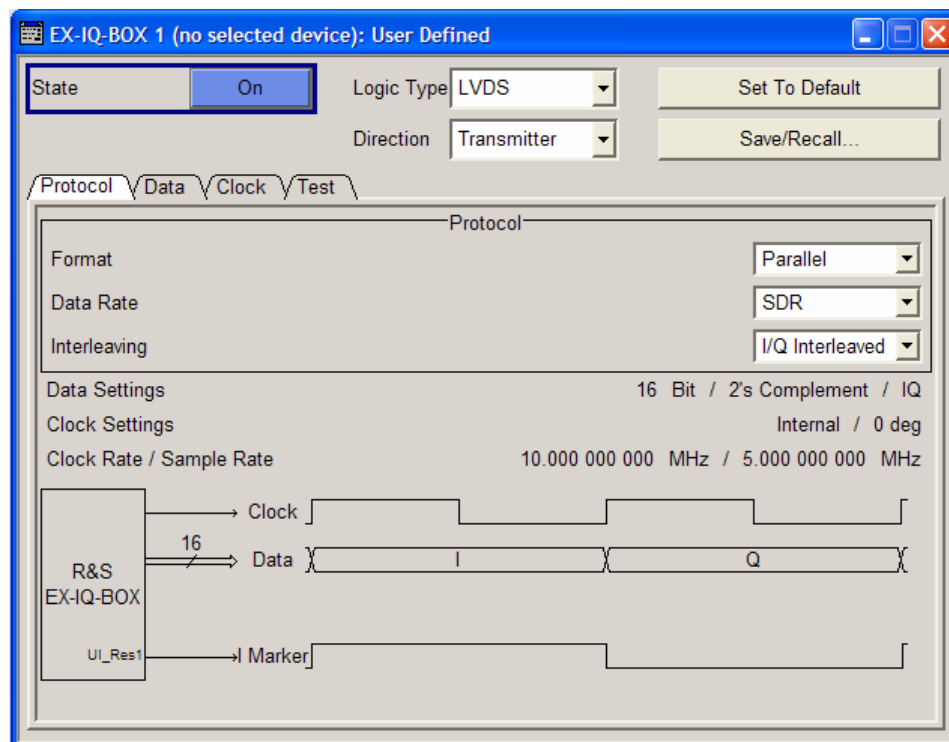 EX-IQ-BOX 1 (no selected device): User Defined
State On Logic Type LVDS Set To Default
Direction Transmitter Save/Recall...
Protocol Data Clock Test
Protocol
Format Parallel
Data Rate SDR
Interleaving I/Q Interleaved
Data Settings 16 Bit / 2's Complement / IQ
Clock Settings Internal / 0 deg
Clock Rate / Sample Rate 10.000 000 000 MHz / 5.000 000 000 MHz
Clock
16
Data I Q
R&S
EX-IQ-BOX
UI_Res1 I Marker